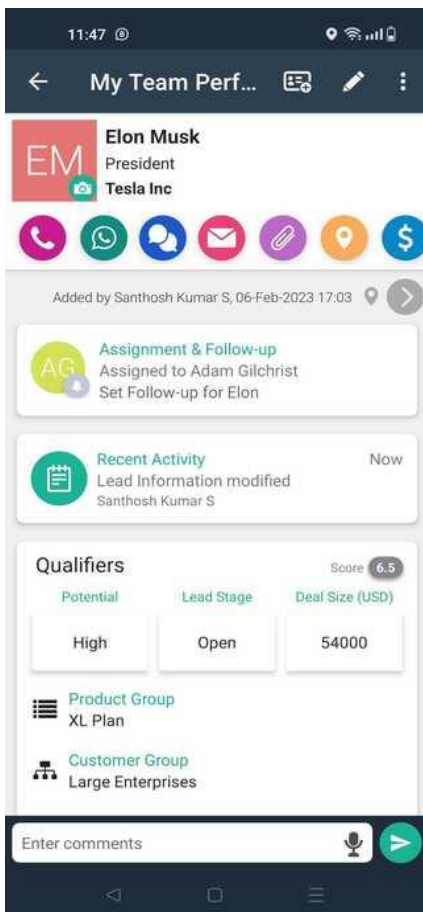 11:47
My Team Perf...
EM
Elon Musk
President
Tesla Inc
Added by Santhosh Kumar S, 06-Feb-2023 17:03
AG
Assignment & Follow-up
Assigned to Adam Gilchrist
Set Follow-up for Elon
Recent Activity Now
Lead Information modified
Santhosh Kumar S
Qualifiers Score 6.5
Potential Lead Stage Deal Size (USD)
High Open 54000
Product Group
XL Plan
Customer Group
Large Enterprises
Enter comments